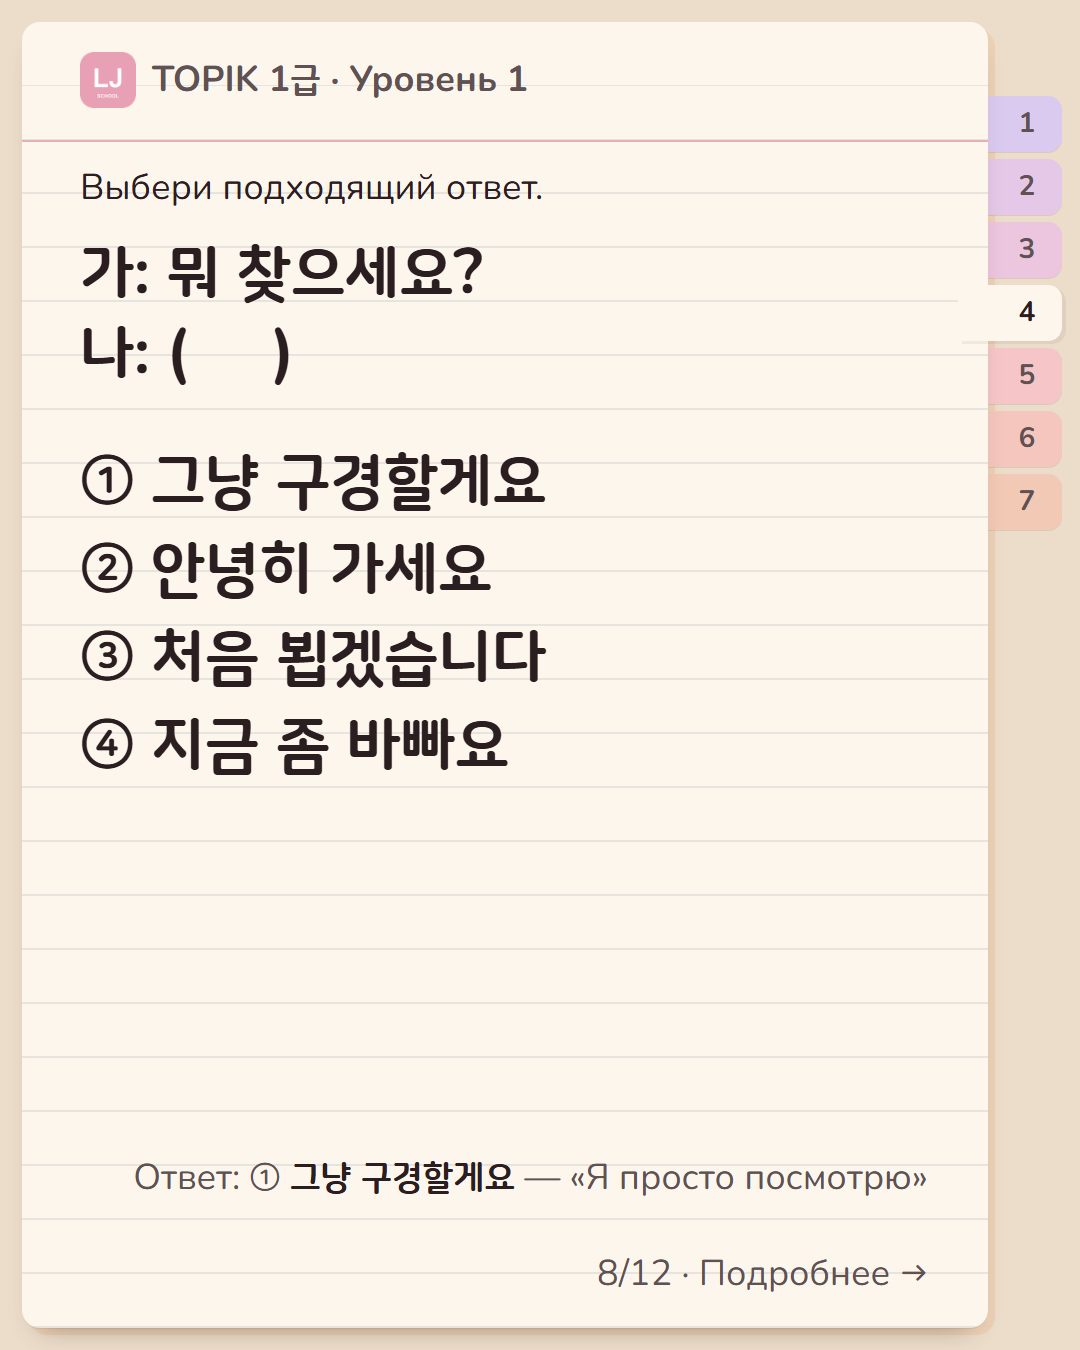 LJ
SCHOOL
TOPIK 1급 · Уровень 1
1
2
3
4
5
6
7
Выбери подходящий ответ.
가: 뭐 찾으세요?
나: ( )
① 그냥 구경할게요
② 안녕히 가세요
③ 처음 뵙겠습니다
④ 지금 좀 바빠요
Ответ: ① 그냥 구경할게요 — «Я просто посмотрю»
8/12 · Подробнее →